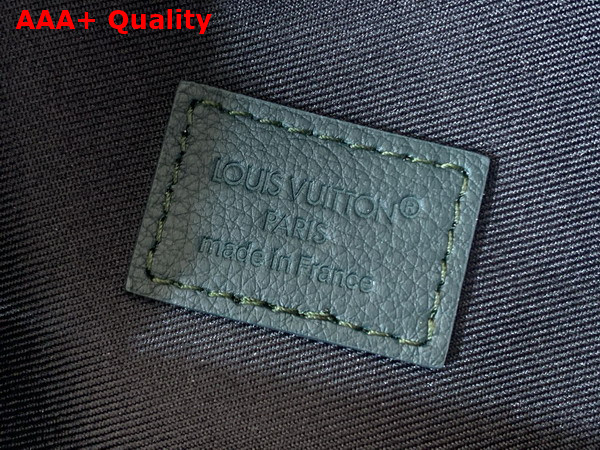 AAA+ Quality
LOUIS VUITTON®
PARIS
made in France